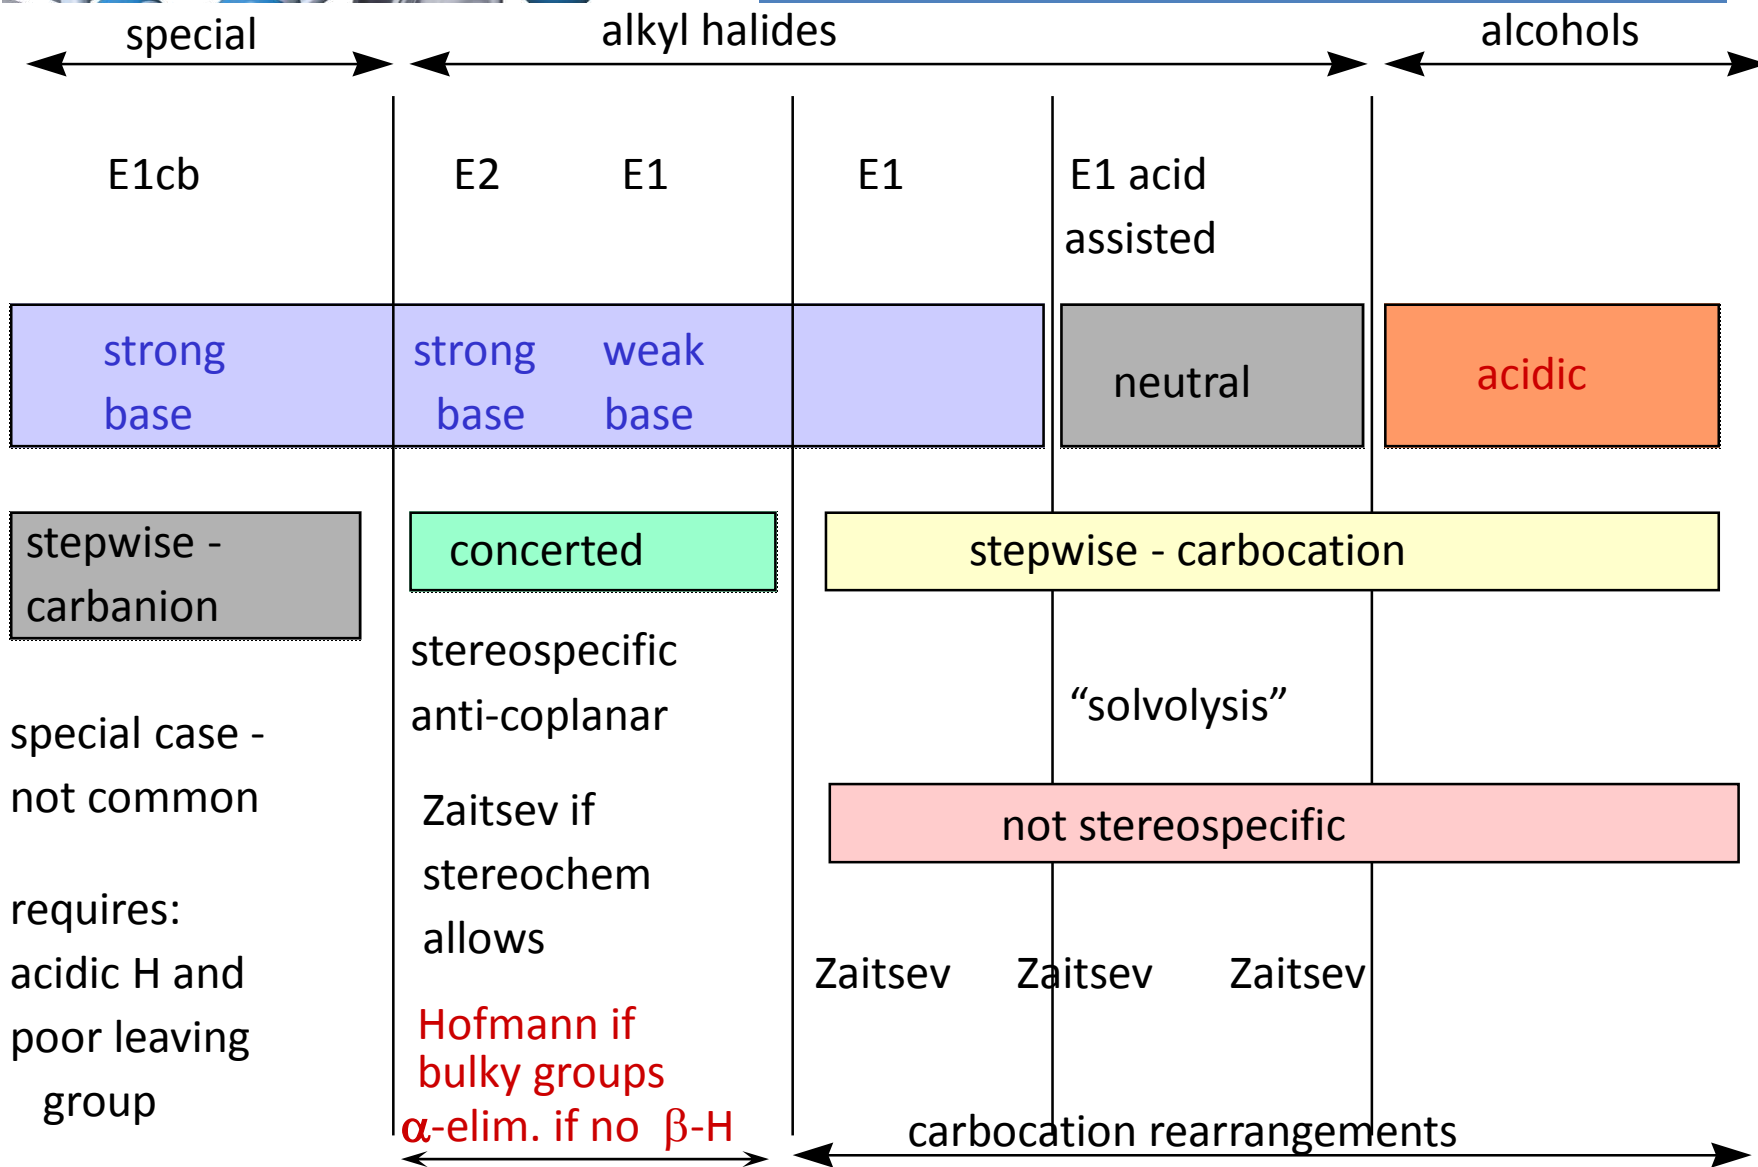 special
alkyl halides
alcohols
E1cb
E2
E1
E1
E1 acid
assisted
strong
base
strong
base
weak
base
neutral
acidic
stepwise -
carbanion
concerted
stepwise - carbocation
special case -
not common
requires:
acidic H and
poor leaving
group
stereospecific
anti-coplanar
Zaitsev if
stereochem
allows
Hofmann if
bulky groups
α-elim. if no β-H
“solvolysis”
not stereospecific
Zaitsev
Zaitsev
Zaitsev
carbocation rearrangements